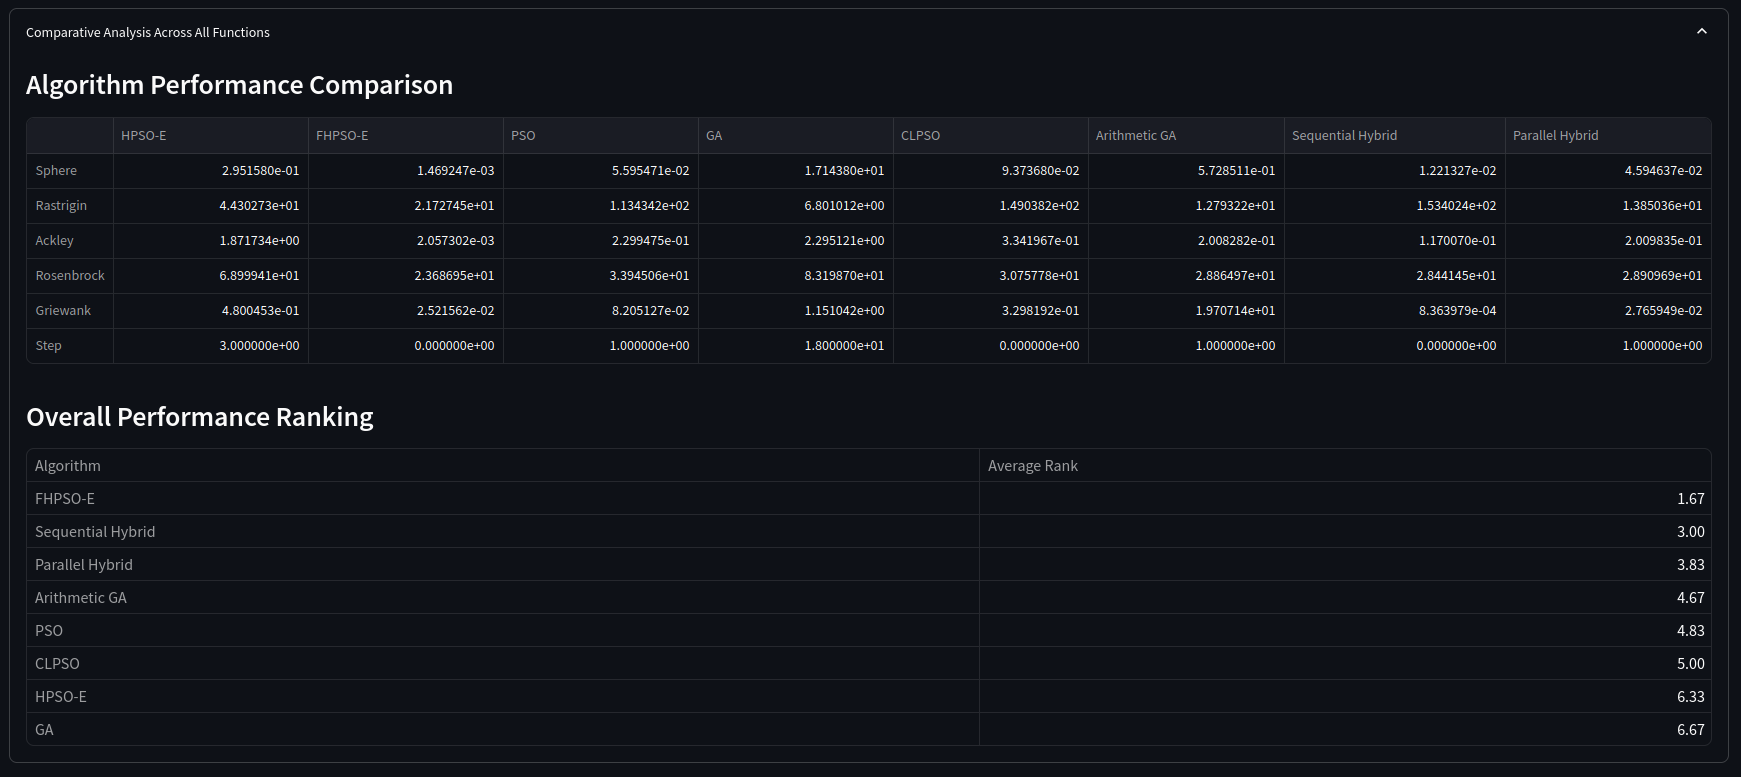 Comparative Analysis Across All Functions
Algorithm Performance Comparison
HPSO-E FHPSO-E PSO GA CLPSO Arithmetic GA Sequential Hybrid Parallel Hybrid
Sphere 2.951580e-01 1.469247e-03 5.595471e-02 1.714380e+01 9.373680e-02 5.728511e-01 1.221327e-02 4.594637e-02
Rastrigin 4.430273e+01 2.172745e+01 1.134342e+02 6.801012e+00 1.490382e+02 1.279322e+01 1.534024e+02 1.385036e+01
Ackley 1.871734e+00 2.057302e-03 2.299475e-01 2.295121e+00 3.341967e-01 2.008282e-01 1.170070e-01 2.009835e-01
Rosenbrock 6.899941e+01 2.368695e+01 3.394506e+01 8.319870e+01 3.075778e+01 2.886497e+01 2.844145e+01 2.890969e+01
Griewank 4.800453e-01 2.521562e-02 8.205127e-02 1.151042e+00 3.298192e-01 1.970714e+01 8.363979e-04 2.765949e-02
Step 3.000000e+00 0.000000e+00 1.000000e+00 1.800000e+01 0.000000e+00 1.000000e+00 0.000000e+00 1.000000e+00
Overall Performance Ranking
Algorithm Average Rank
FHPSO-E 1.67
Sequential Hybrid 3.00
Parallel Hybrid 3.83
Arithmetic GA 4.67
PSO 4.83
CLPSO 5.00
HPSO-E 6.33
GA 6.67